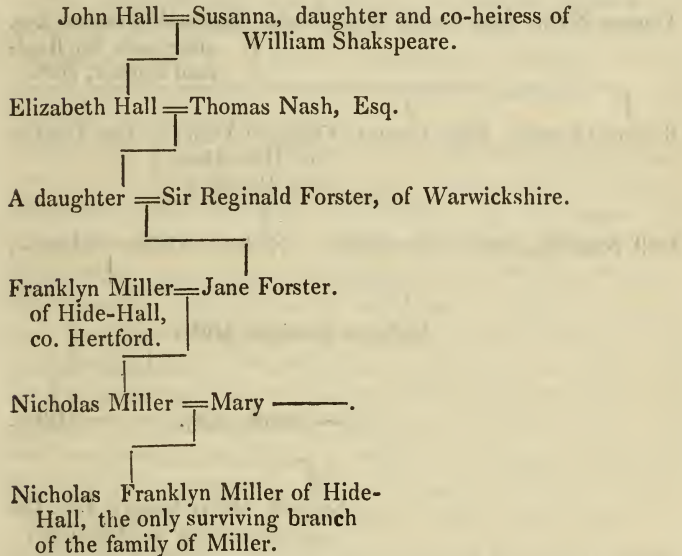 John Hall=Susanna, daughter and co-heiress of
William Shakspeare.
Elizabeth Hall=Thomas Nash, Esq.
A daughter=Sir Reginald Forster, of Warwickshire.
Franklyn Miller=Jane Forster.
of Hide-Hall,
co. Hertford.
Nicholas Miller=Mary ———.
Nicholas Franklyn Miller of Hide-
Hall, the only surviving branch
of the family of Miller.